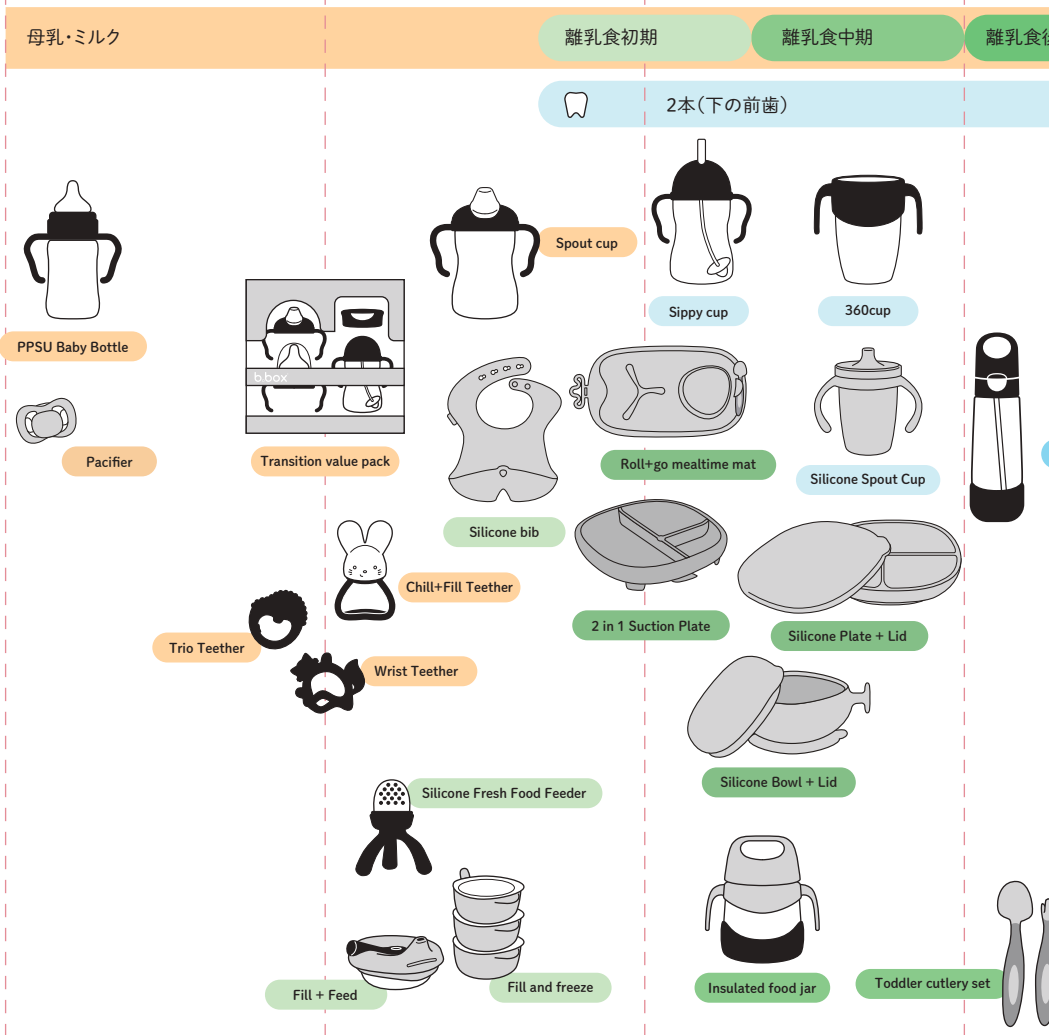 母乳・ミルク
離乳食初期
離乳食中期
離乳食
2本（下の前歯）
Spout cup
Sippy cup
360cup
PPSU Baby Bottle
b.box
Pacifier
Transition value pack
Roll+go mealtime mat
Silicone Spout Cup
Silicone bib
Chill+Fill Teether
2 in 1 Suction Plate
Silicone Plate + Lid
Trio Teether
Wrist Teether
Silicone Bowl + Lid
Silicone Fresh Food Feeder
Fill + Feed
Fill and freeze
Insulated food jar
Toddler cutlery set